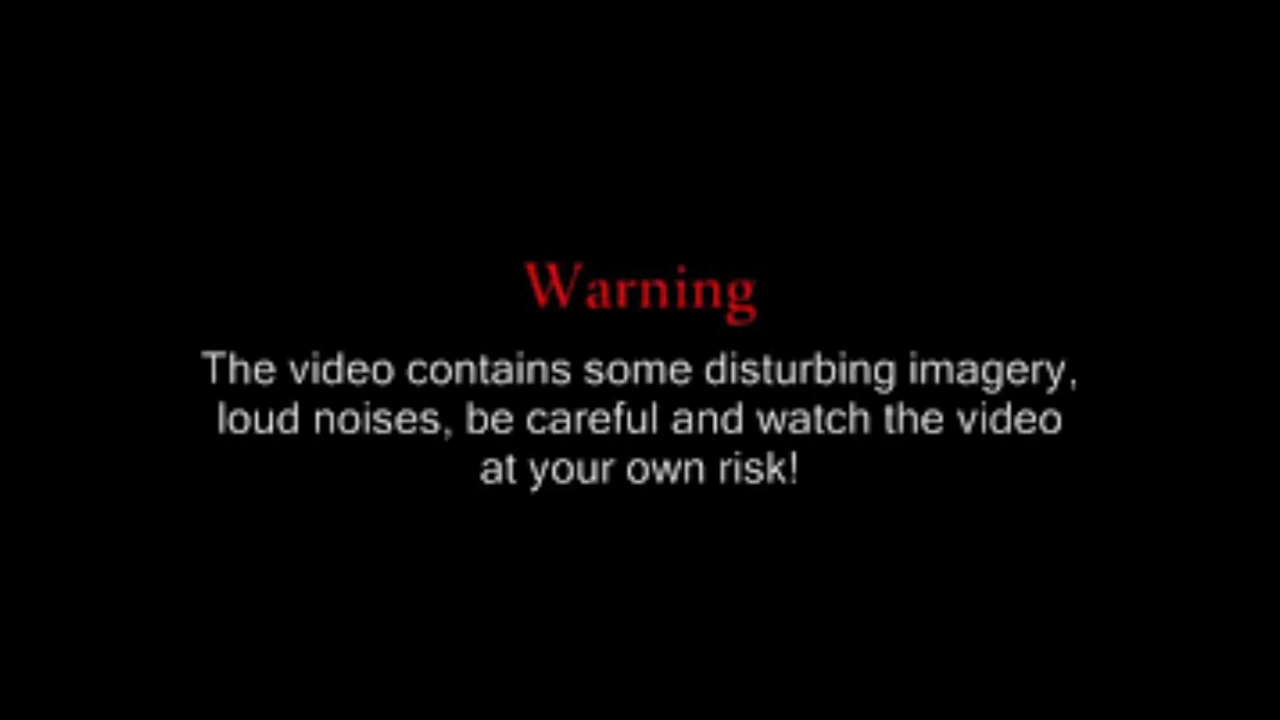 Warning
The video contains some disturbing imagery,
loud noises, be careful and watch the video
at your own risk!